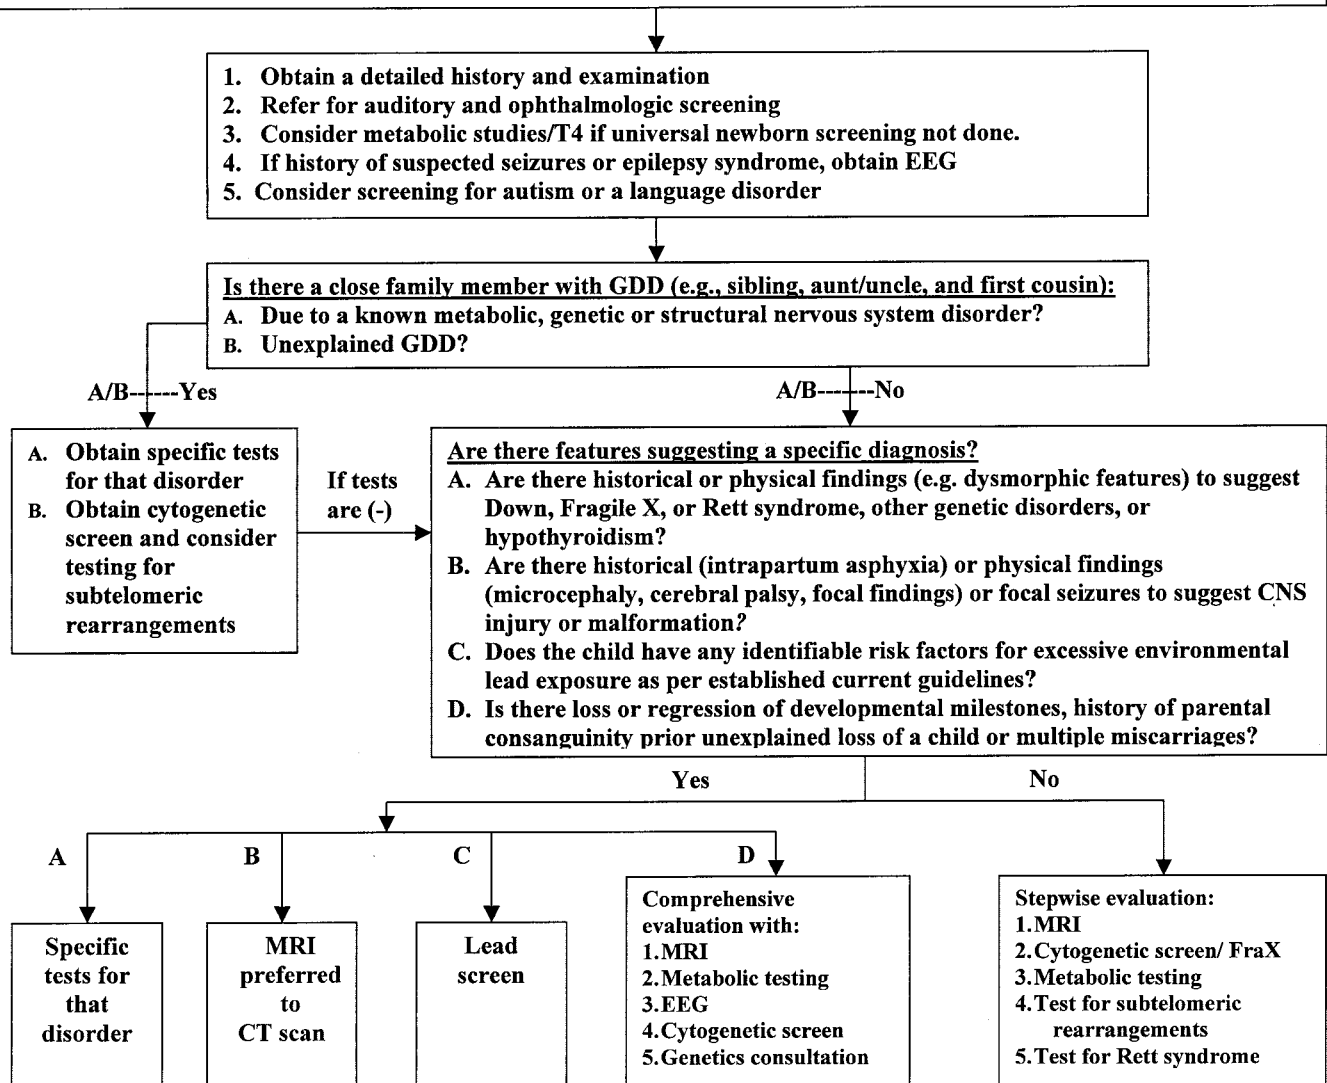 1. Obtain a detailed history and examination
2. Refer for auditory and ophthalmologic screening
3. Consider metabolic studies/T4 if universal newborn screening not done.
4. If history of suspected seizures or epilepsy syndrome, obtain EEG
5. Consider screening for autism or a language disorder
Is there a close family member with GDD (e.g., sibling, aunt/uncle, and first cousin):
A. Due to a known metabolic, genetic or structural nervous system disorder?
B. Unexplained GDD?
A/B-------Yes
A/B-------No
A. Obtain specific tests
for that disorder
B. Obtain cytogenetic
screen and consider
testing for
subtelomeric
rearrangements
If tests
are (-)
Are there features suggesting a specific diagnosis?
A. Are there historical or physical findings (e.g. dysmorphic features) to suggest
Down, Fragile X, or Rett syndrome, other genetic disorders, or
hypothyroidism?
B. Are there historical (intrapartum asphyxia) or physical findings
(microcephaly, cerebral palsy, focal findings) or focal seizures to suggest CNS
injury or malformation?
C. Does the child have any identifiable risk factors for excessive environmental
lead exposure as per established current guidelines?
D. Is there loss or regression of developmental milestones, history of parental
consanguinity prior unexplained loss of a child or multiple miscarriages?
Yes
No
A
B
C
D
Specific
tests for
that
disorder
MRI
preferred
to
CT scan
Lead
screen
Comprehensive
evaluation with:
1.MRI
2.Metabolic testing
3.EEG
4.Cytogenetic screen
5.Genetics consultation
Stepwise evaluation:
1.MRI
2.Cytogenetic screen/ FraX
3.Metabolic testing
4.Test for subtelomeric
rearrangements
5.Test for Rett syndrome